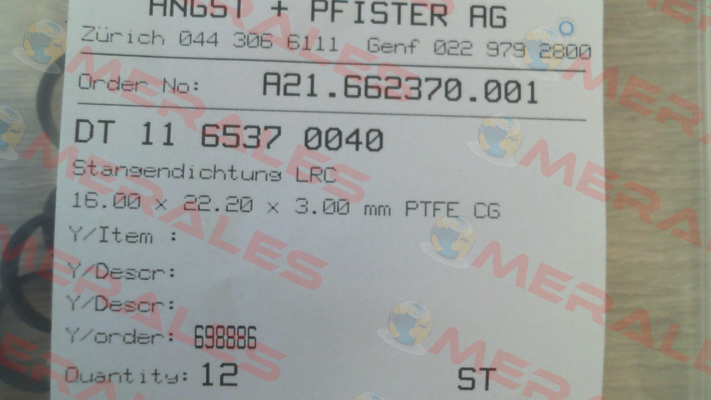 ANGST + PFISTER AG
Zürich 044 306 6111 Genf 022 979 2800
Order No: A21.662370.001
DT 11 6537 0040
Stangendichtung LRC
16.00 x 22.20 x 3.00 mm PTFE CG
Y/Item :
Y/Descr:
Y/Descr:
Y/order: 698886
Quantity: 12 ST
MERALES
MERALES
MERALES
MERALES
MERALES